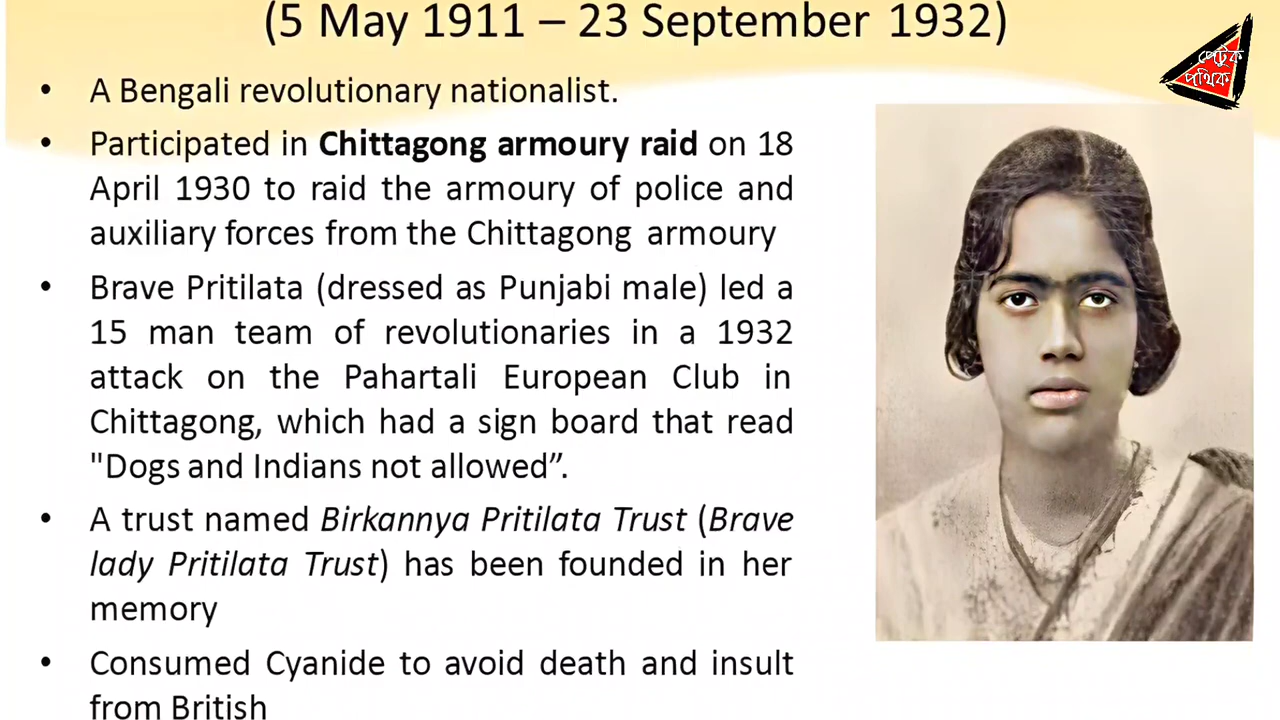 (5 May 1911 – 23 September 1932)
পেটুক
পথিক
• A Bengali revolutionary nationalist.
• Participated in Chittagong armoury raid on 18
April 1930 to raid the armoury of police and
auxiliary forces from the Chittagong armoury
• Brave Pritilata (dressed as Punjabi male) led a
15 man team of revolutionaries in a 1932
attack on the Pahartali European Club in
Chittagong, which had a sign board that read
"Dogs and Indians not allowed”.
• A trust named Birkannya Pritilata Trust (Brave
lady Pritilata Trust) has been founded in her
memory
• Consumed Cyanide to avoid death and insult
from British